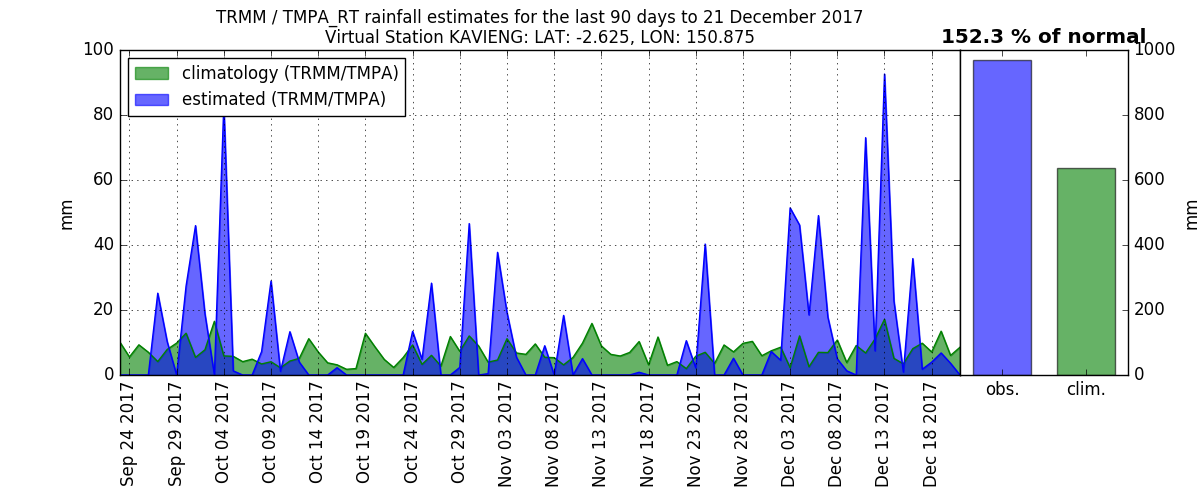 TRMM / TMPA_RT rainfall estimates for the last 90 days to 21 December 2017
Virtual Station KAVIENG: LAT: -2.625, LON: 150.875
152.3 % of normal
climatology (TRMM/TMPA)
estimated (TRMM/TMPA)
100
80
60
40
20
0
mm
1000
800
600
400
200
0
mm
Sep 24 2017
Sep 29 2017
Oct 04 2017
Oct 09 2017
Oct 14 2017
Oct 19 2017
Oct 24 2017
Oct 29 2017
Nov 03 2017
Nov 08 2017
Nov 13 2017
Nov 18 2017
Nov 23 2017
Nov 28 2017
Dec 03 2017
Dec 08 2017
Dec 13 2017
Dec 18 2017
obs.
clim.